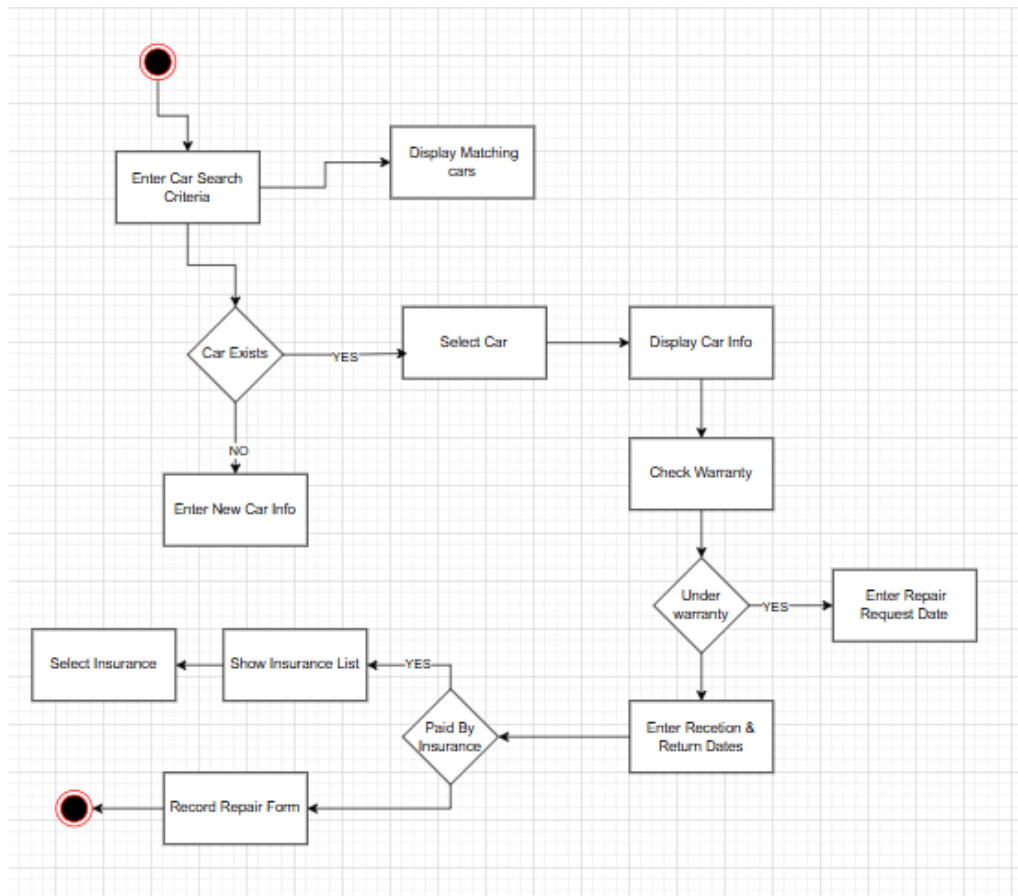 Display Matching
cars
Enter Car Search
Criteria
Car Exists
YES
Select Car
Display Car Info
NO
Enter New Car Info
Check Warranty
Under
warranty
YES
Enter Repair
Request Date
Select Insurance
Show Insurance List
YES
Paid By
Insurance
Enter Recetion &
Return Dates
Record Repair Form